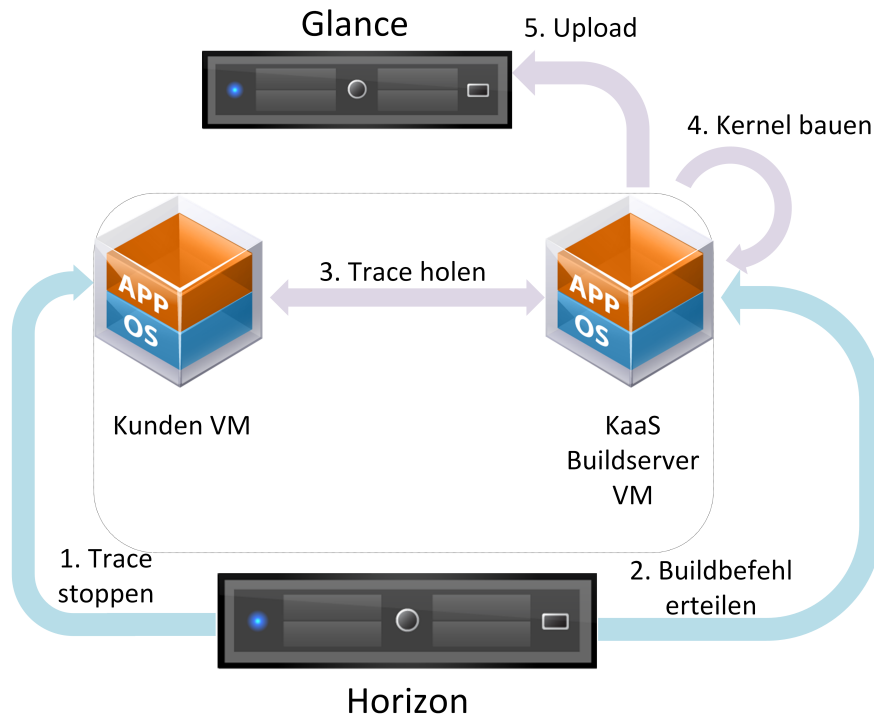 Glance
5. Upload
4. Kernel bauen
3. Trace holen
APP
OS
APP
OS
Kunden VM
KaaS
Buildserver
VM
1. Trace
stoppen
2. Buildbefehl
erteilen
Horizon